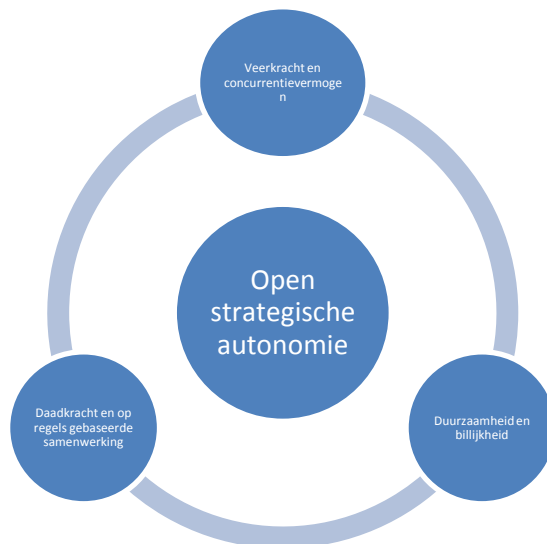 Veerkracht en
concurrentievermoge
n
Open
strategische
autonomie
Daadkracht en op
regels gebaseerde
samenwerking
Duurzaamheid en
billijkheid